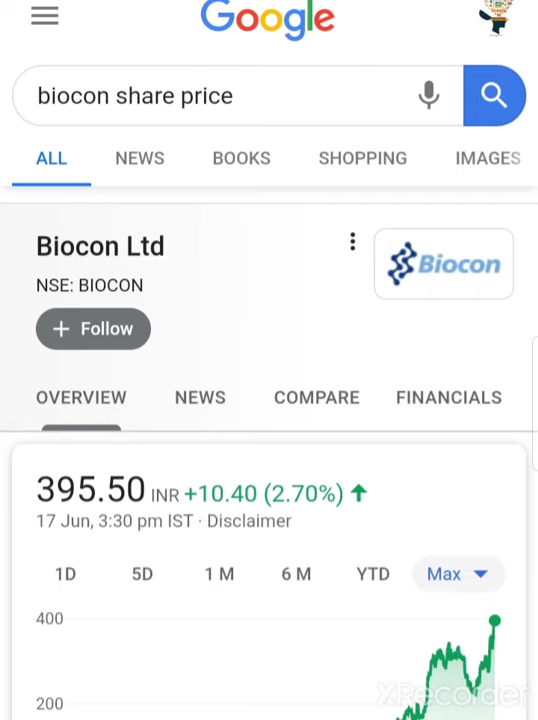 Google
biocon share price
ALL NEWS BOOKS SHOPPING IMAGES
Biocon Ltd
Biocon
NSE: BIOCON
+ Follow
OVERVIEW NEWS COMPARE FINANCIALS
395.50 INR +10.40 (2.70%) ↑
17 Jun, 3:30 pm IST · Disclaimer
1D 5D 1 M 6 M YTD Max
400
200
XRecorder